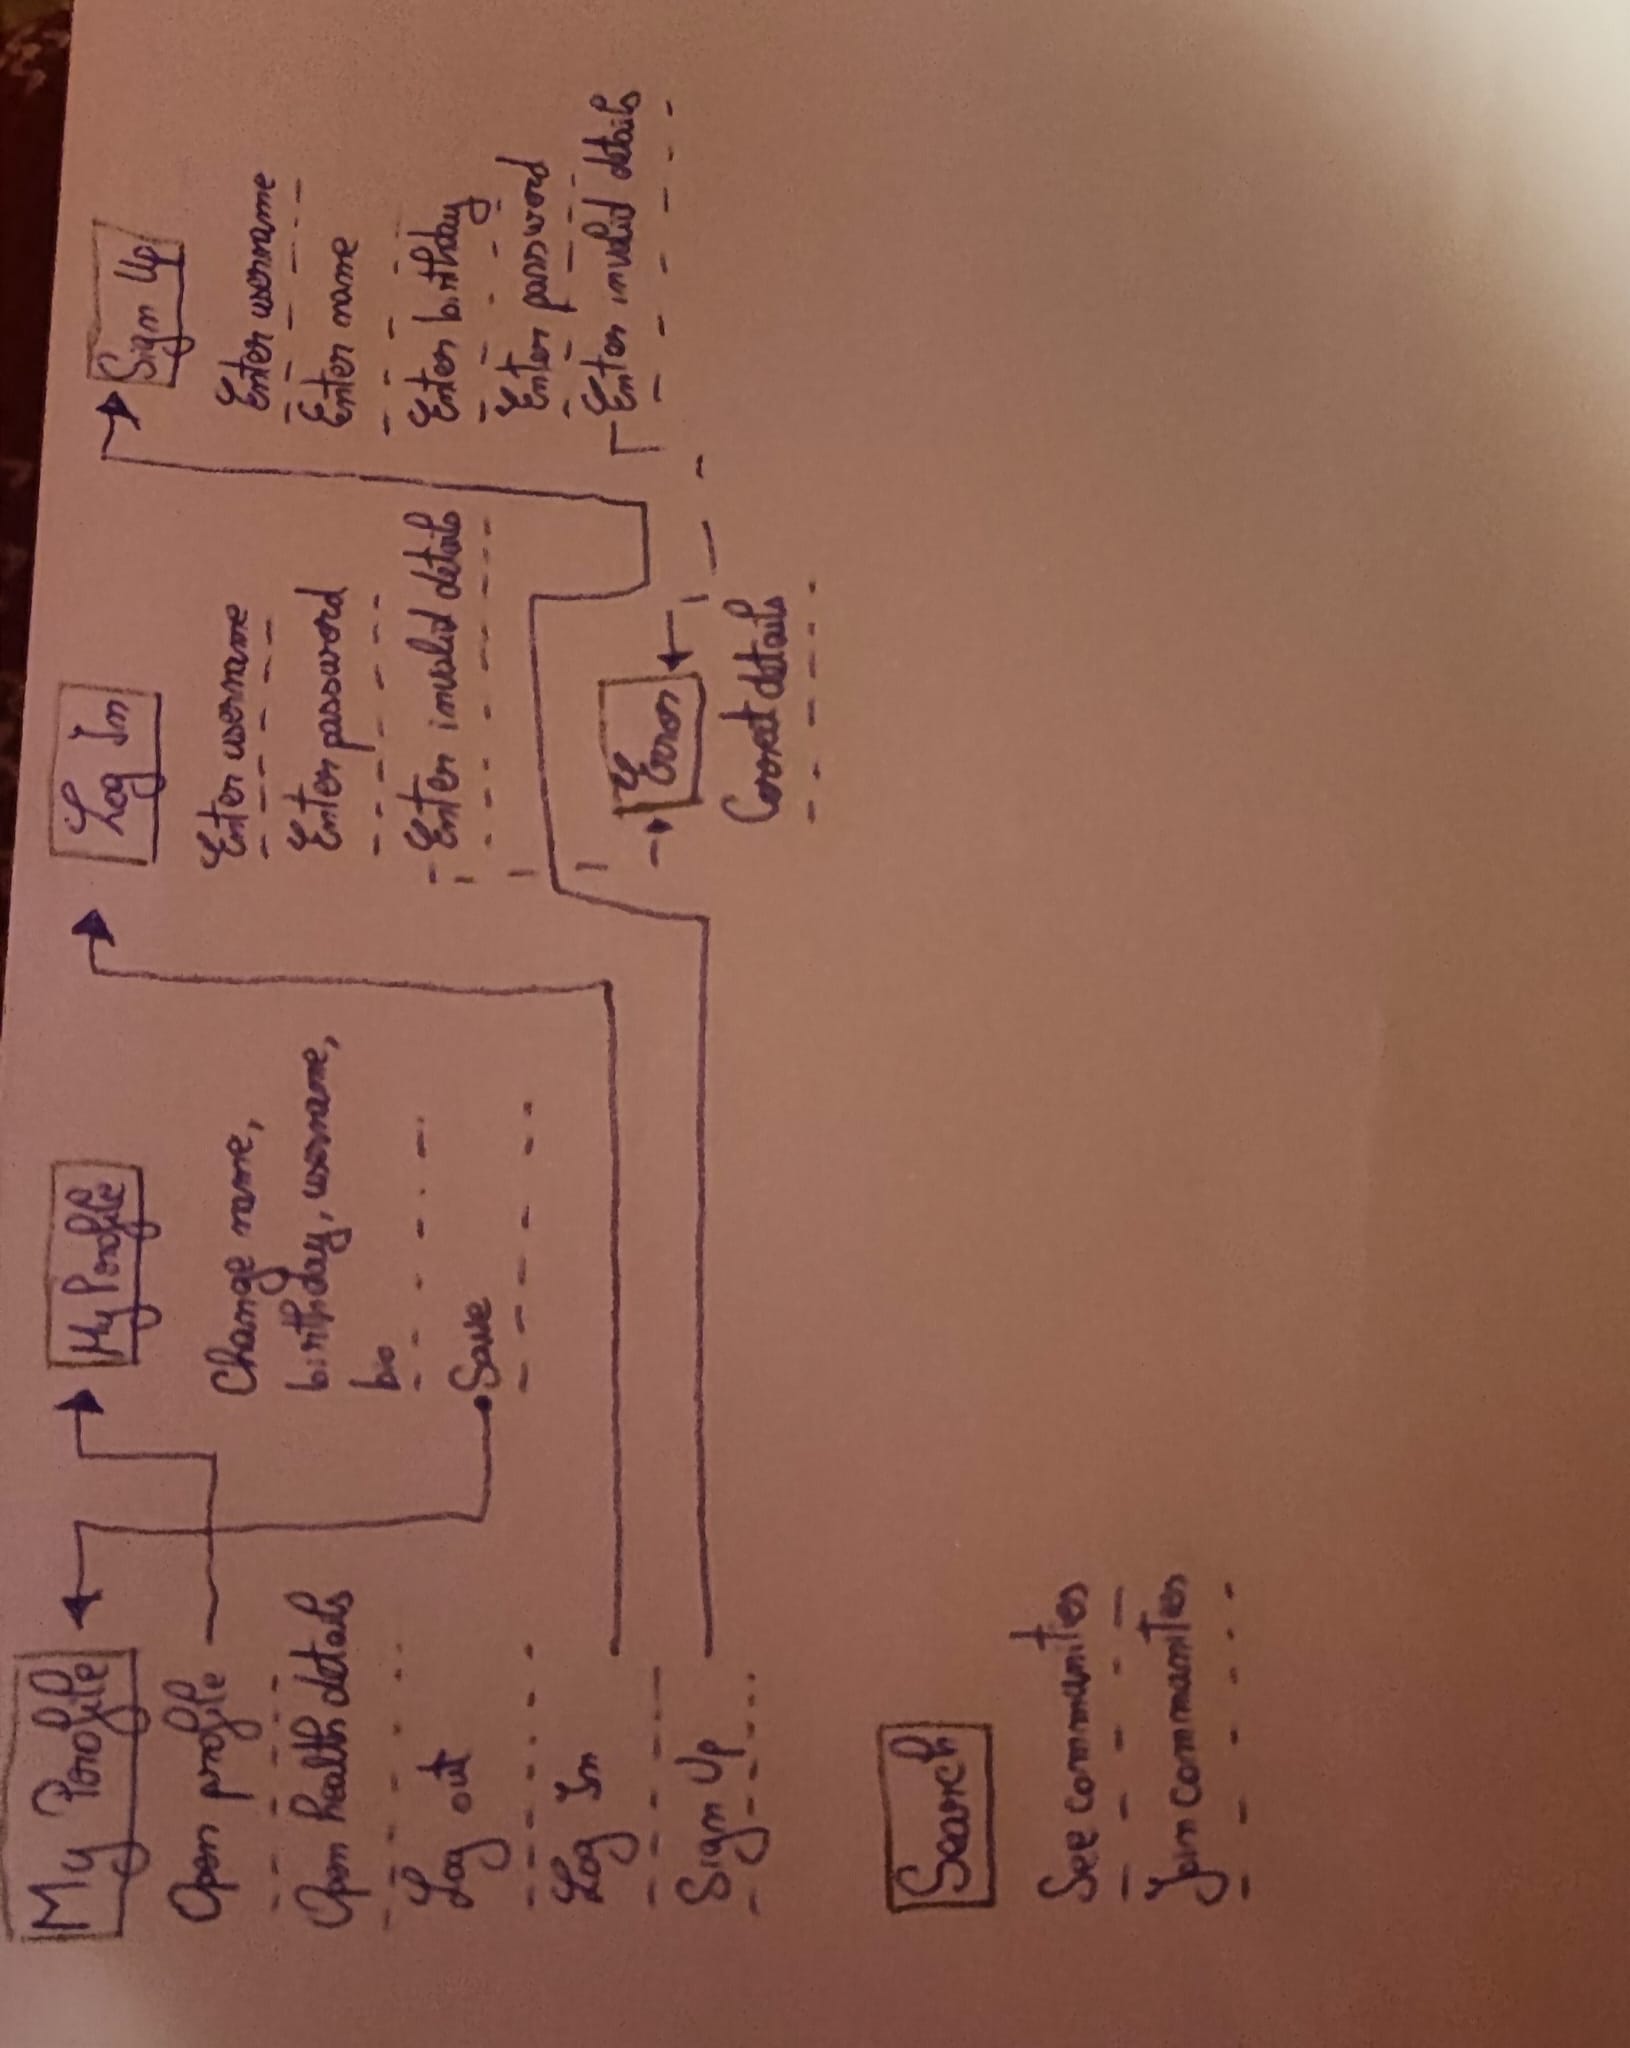 My Profile
Open profile
Open health details
Log out
Log In
Sign Up
My Profile
Change name,
birthday, username,
bio
Save
Log In
Enter username
Enter password
Enter invalid details
Sign Up
Enter username
Enter name
Enter birthday
Enter password
Enter invalid details
Error
Correct details
Search
See communities
Join communities